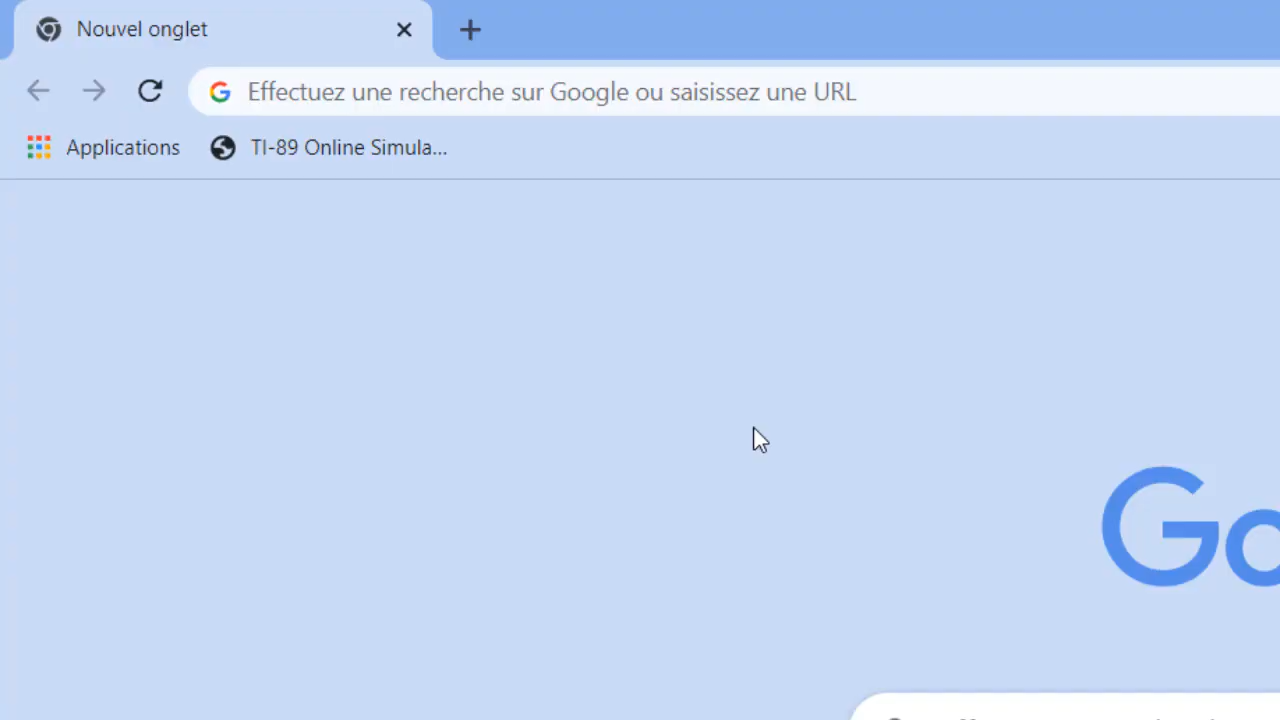 Nouvel onglet
Effectuez une recherche sur Google ou saisissez une URL
Applications
TI-89 Online Simula...
Go